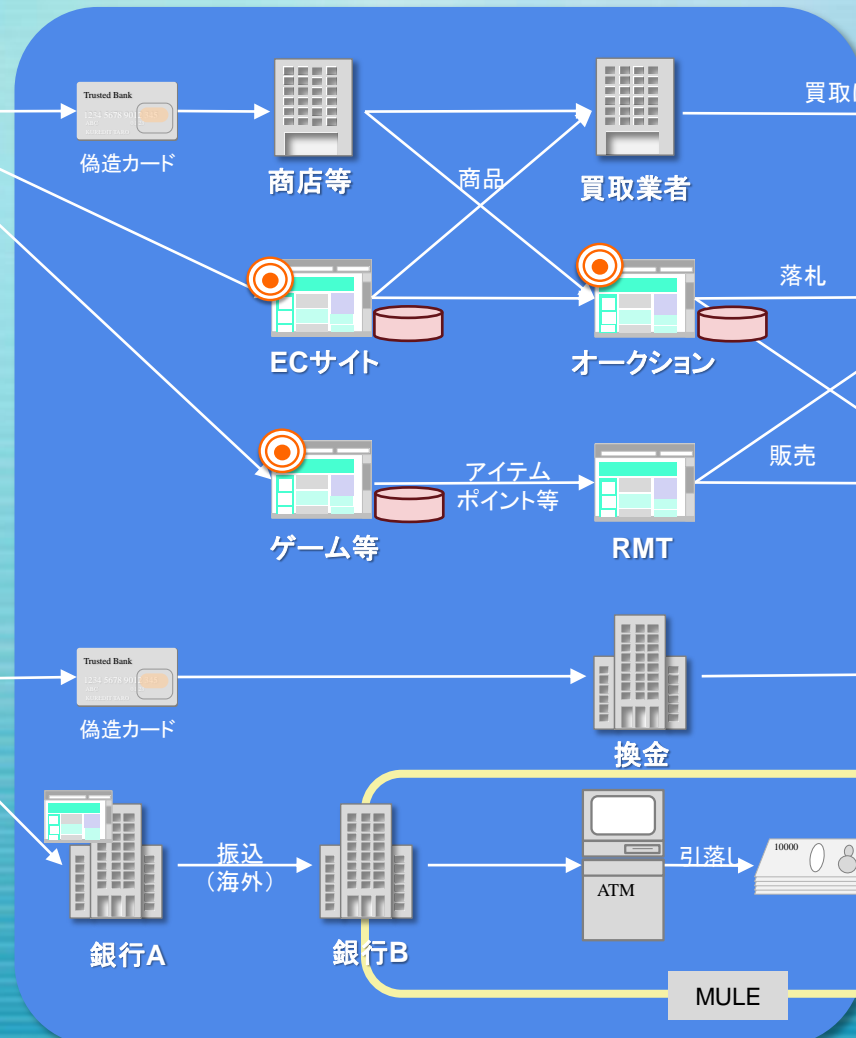 Trusted Bank
偽造カード
商店等
商品
買取業者
買取
落札
ECサイト
オークション
アイテム
ポイント等
販売
ゲーム等
RMT
Trusted Bank
偽造カード
換金
振込
（海外）
引落し
10000
ATM
銀行A
銀行B
MULE